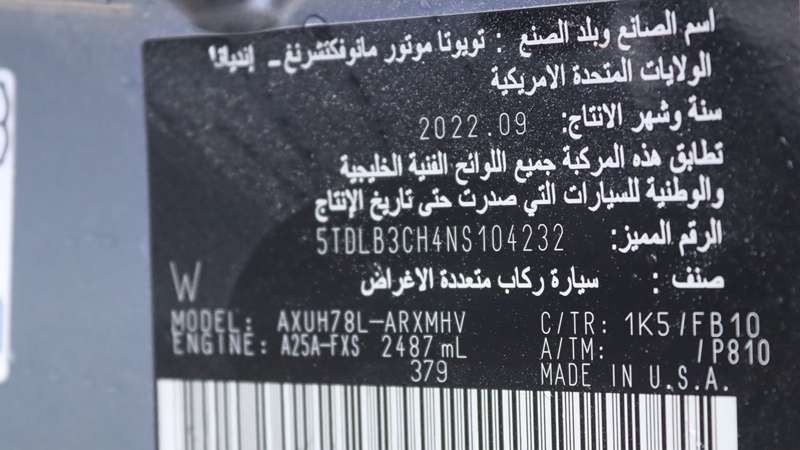 اسم الصانع وبلد الصنع : تويوتا موتور مانوفكتشرنغ - إنديانا
الولايات المتحدة الامريكية
سنة وشهر الانتاج: 2022.09
تطابق هذه المركبة جميع اللوائح الفنية الخليجية
والوطنية للسيارات التي صدرت حتى تاريخ الإنتاج
الرقم المميز: 5TDLB3CH4NS104232
صنف : سيارة ركاب متعددة الاغراض
W
MODEL: AXUH78L-ARXMHV C/TR: 1K5/FB10
ENGINE: A25A-FXS 2487 mL A/TM: /P810
379 MADE IN U.S.A.